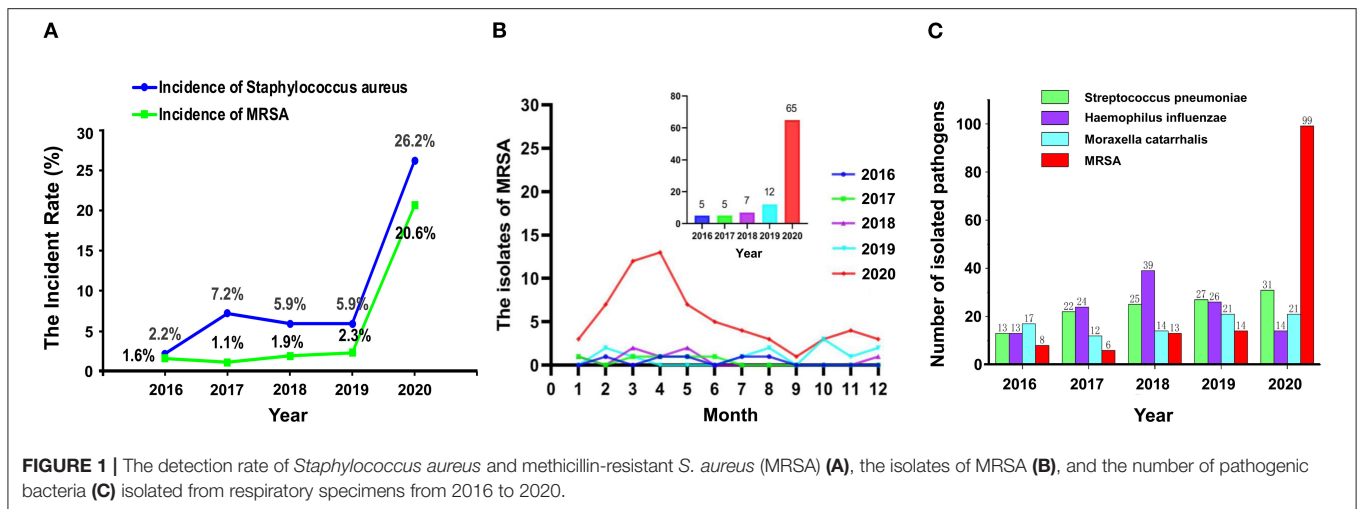 A
Incidence of Staphylococcus aureus
Incidence of MRSA
The Incident Rate (%)
30
25
20
15
10
5
0
26.2%
20.6%
7.2%
5.9%
5.9%
2.2%
1.6%
1.1%
1.9%
2.3%
2016 2017 2018 2019 2020
Year
B
The isolates of MRSA
30
25
20
15
10
5
0
0 1 2 3 4 5 6 7 8 9 10 11 12
Month
80
60
40
20
0
5 5 7 12 65
2016 2017 2018 2019 2020
Year
2016
2017
2018
2019
2020
C
Streptococcus pneumoniae
Haemophilus influenzae
Moraxella catarrhalis
MRSA
Number of isolated pathogens
100
80
60
40
20
0
13 13 17 8
22 24 12 6
25 39 14 13
27 26 21 14
31 14 21 99
2016 2017 2018 2019 2020
Year
FIGURE 1 | The detection rate of Staphylococcus aureus and methicillin-resistant S. aureus (MRSA) (A), the isolates of MRSA (B), and the number of pathogenic
bacteria (C) isolated from respiratory specimens from 2016 to 2020.